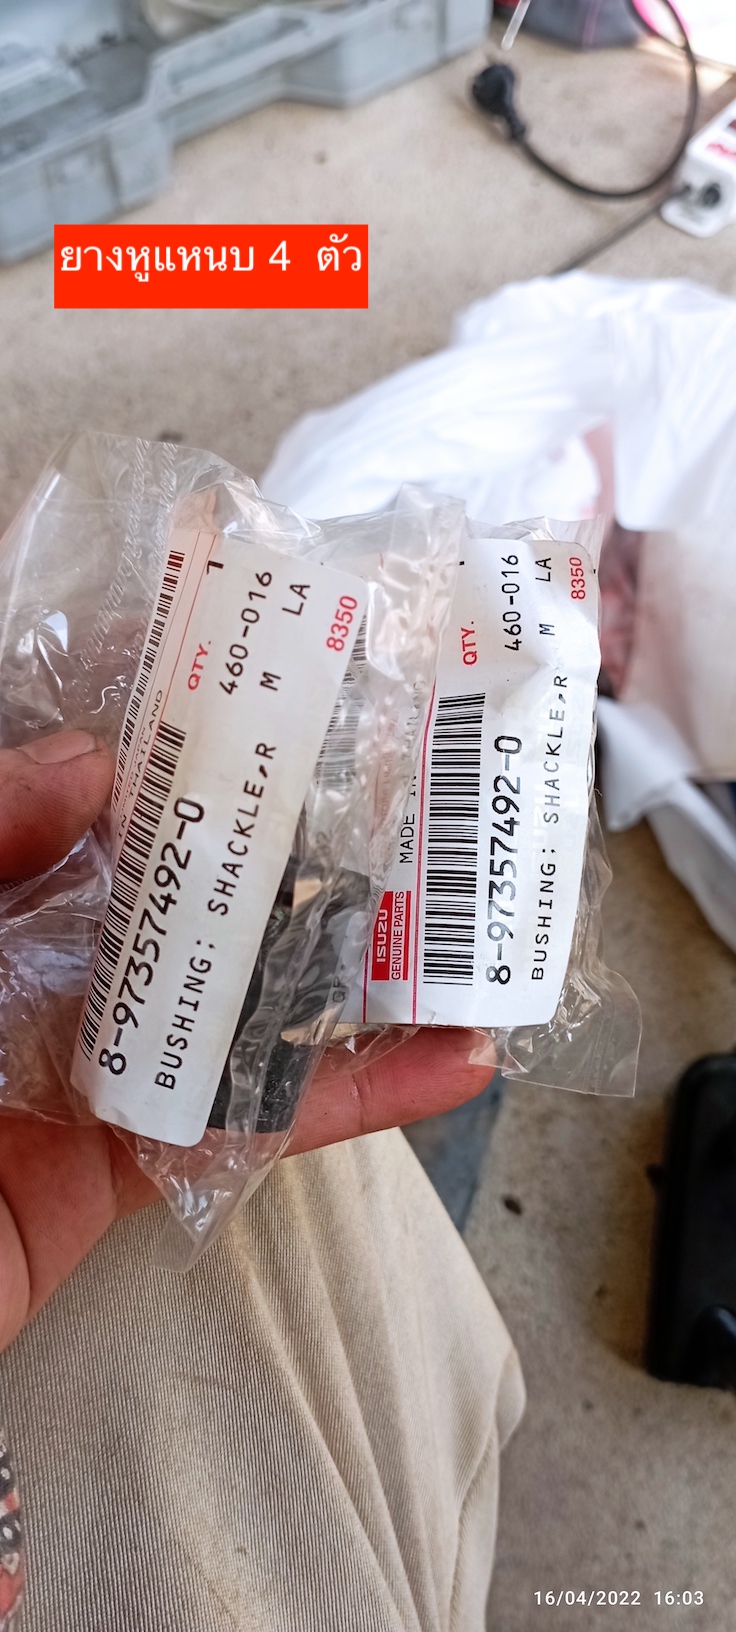 ยางหูแหนบ 4 ตัว
QTY. 1
460-016
M LA
8350
THAILAND
8-97357492-0
BUSHING; SHACKLE,R
QTY.
460-016
M LA
8350
MADE IN
ISUZU
GENUINE PARTS
8-97357492-0
BUSHING; SHACKLE,R
16/04/2022 16:03